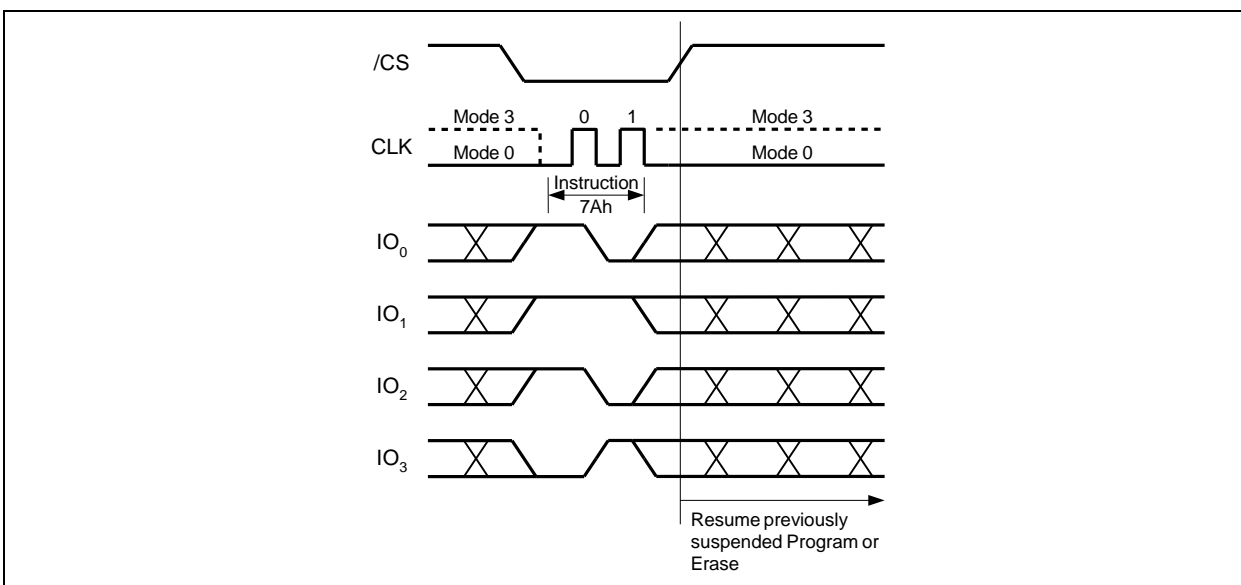 /CS
Mode 3 0 1 Mode 3
CLK
Mode 0 Mode 0
Instruction
7Ah
IO0
IO1
IO2
IO3
Resume previously
suspended Program or
Erase